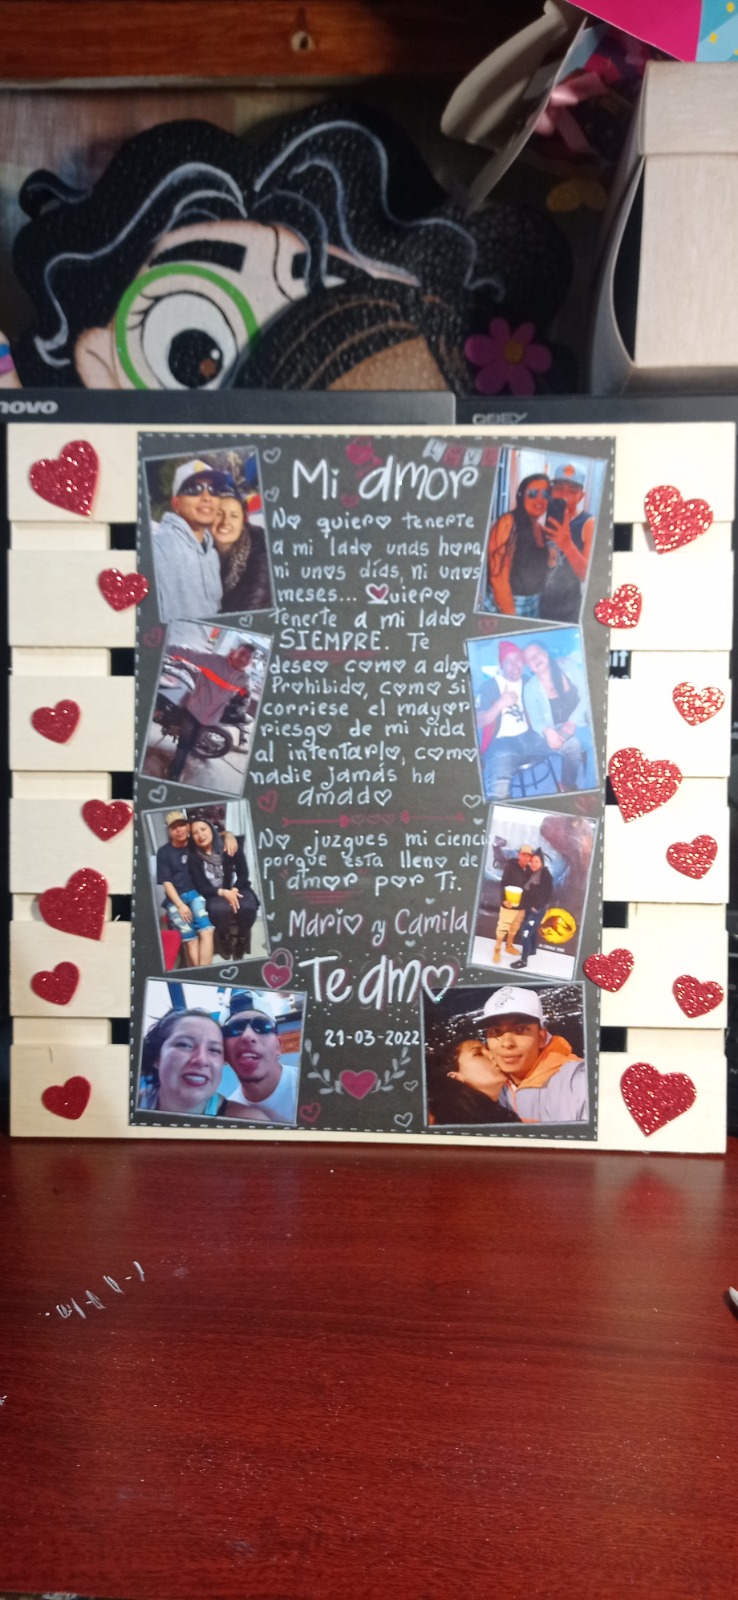 novo
LOVE
Mi amor
No quiero tenerte
a mi lado unas hora
ni unos días, ni unos
meses... Quiero
tenerte a mi lado
SIEMPRE. Te
deseo como a algo
Prohibido, como si
corriese el mayor
riesgo de mi vida
al intentarlo, como
nadie jamás ha
amado
No juzgues mi cienci
porque esta lleno de
amor por Ti.
Mario y Camila
Te amo
21-03-2022